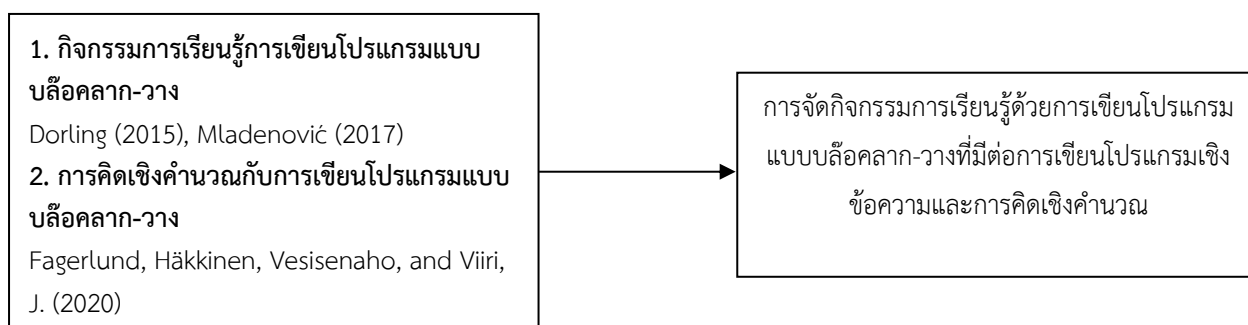 1. กิจกรรมการเรียนรู้การเขียนโปรแกรมแบบ
บล๊อคลาก-วาง
Dorling (2015), Mladenović (2017)
2. การคิดเชิงคำนวณกับการเขียนโปรแกรมแบบ
บล๊อคลาก-วาง
Fagerlund, Häkkinen, Vesisenaho, and Viiri,
J. (2020)
การจัดกิจกรรมการเรียนรู้ด้วยการเขียนโปรแกรม
แบบบล๊อคลาก-วางที่มีต่อการเขียนโปรแกรมเชิง
ข้อความและการคิดเชิงคำนวณ